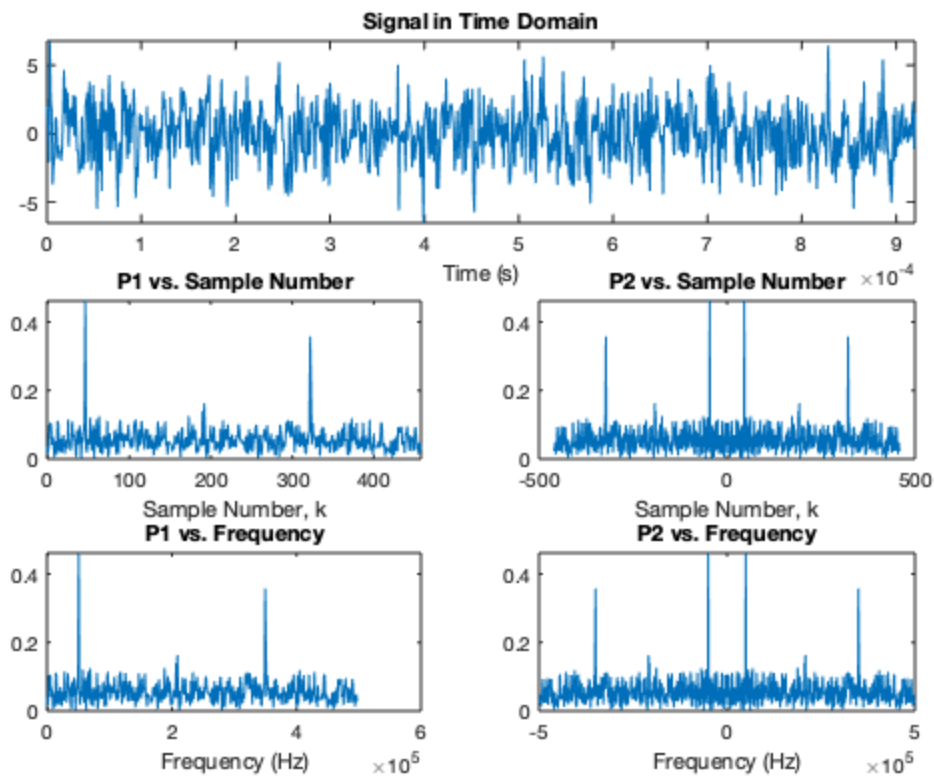 Signal in Time Domain
5
0
-5
0 1 2 3 4 5 6 7 8 9
Time (s)
×10-4
P1 vs. Sample Number
0.4
0.2
0
0 100 200 300 400
Sample Number, k
P2 vs. Sample Number
0.4
0.2
0
-500 0 500
Sample Number, k
P1 vs. Frequency
0.4
0.2
0
0 2 4 6
Frequency (Hz)
×105
P2 vs. Frequency
0.4
0.2
0
-5 0 5
Frequency (Hz)
×105